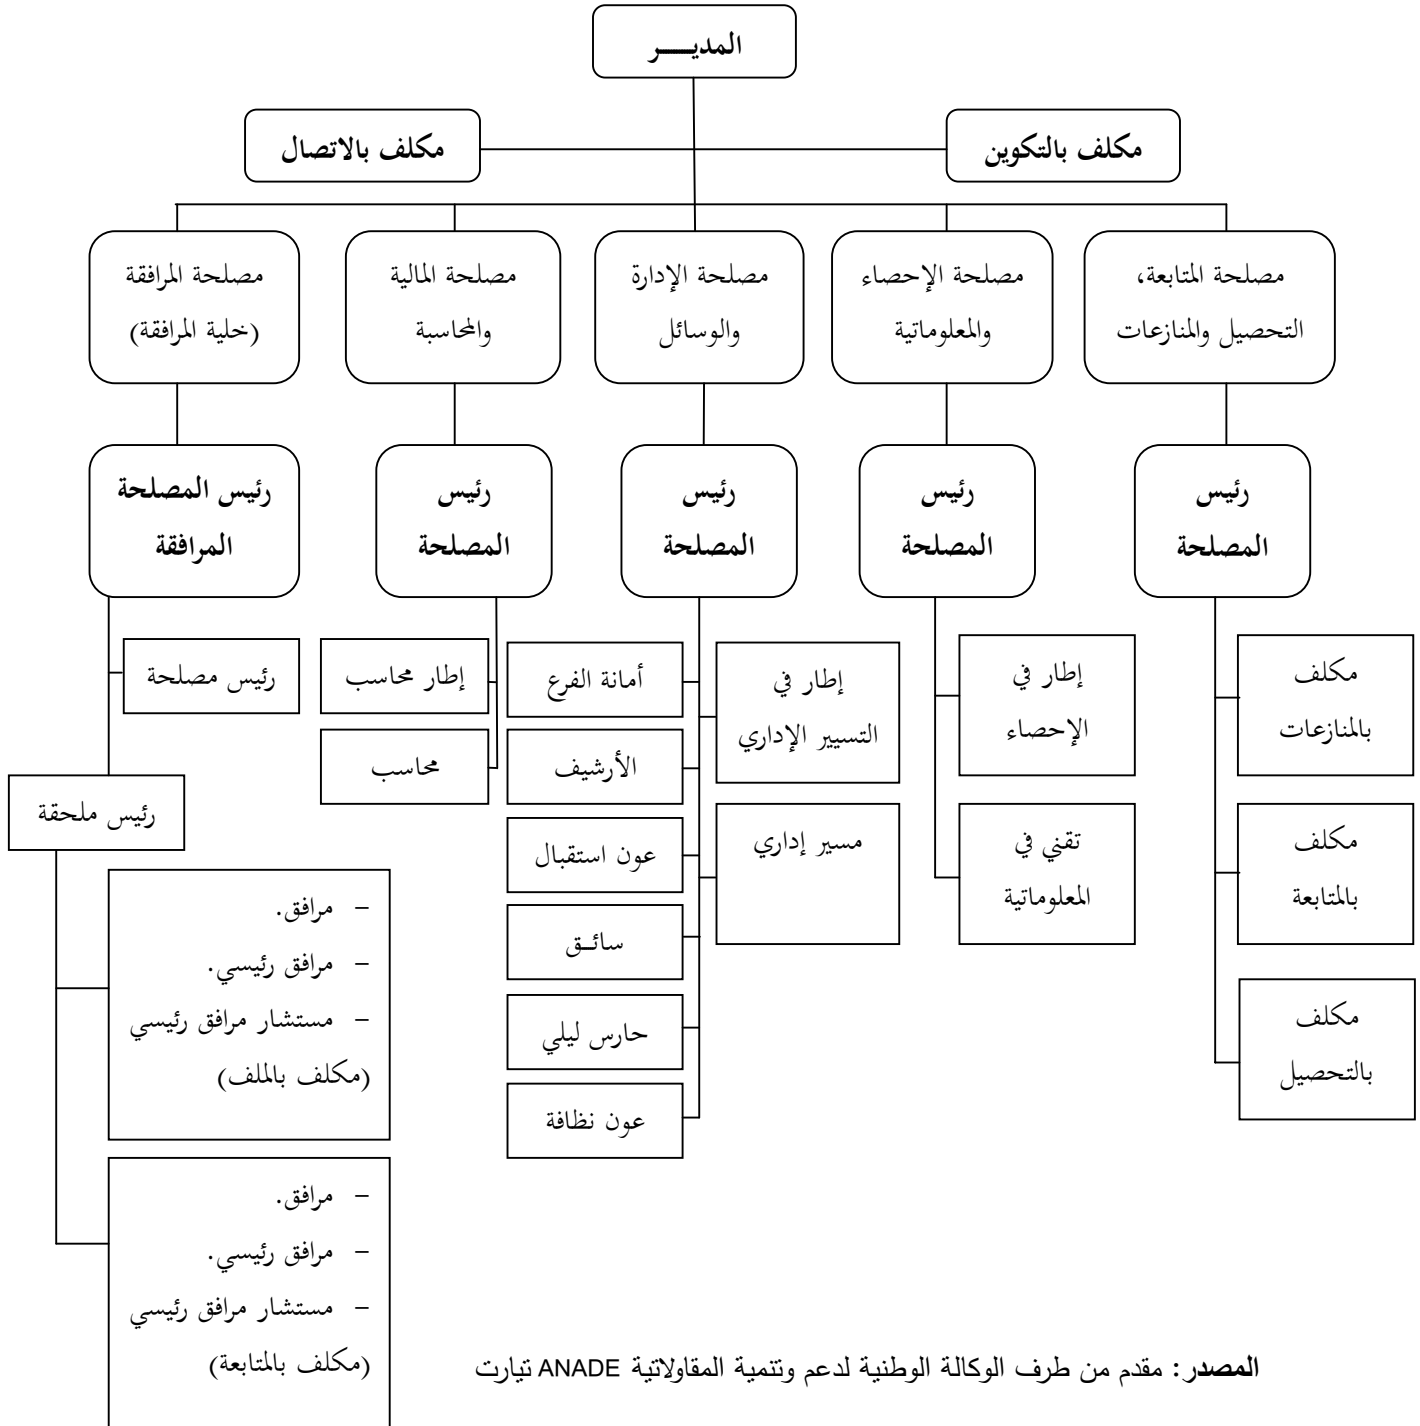 المديـــــر
مكلف بالتكوين
مكلف بالاتصال
مصلحة المتابعة،
التحصيل والمنازعات
مصلحة الإحصاء
والمعلوماتية
مصلحة الإدارة
والوسائل
مصلحة المالية
والمحاسبة
مصلحة المرافقة
(خلية المرافقة)
رئيس
المصلحة
رئيس
المصلحة
رئيس
المصلحة
رئيس
المصلحة
رئيس المصلحة
المرافقة
مكلف
بالمنازعات
مكلف
بالمتابعة
مكلف
بالتحصيل
إطار في
الإحصاء
تقني في
المعلوماتية
إطار في
التسيير الإداري
مسير إداري
أمانة الفرع
الأرشيف
عون استقبال
سائـق
حارس ليلي
عون نظافة
إطار محاسب
محاسب
رئيس مصلحة
رئيس ملحقة
- مرافق.
- مرافق رئيسي.
- مستشار مرافق رئيسي
(مكلف بالملف)
- مرافق.
- مرافق رئيسي.
- مستشار مرافق رئيسي
(مكلف بالمتابعة)
المصدر: مقدم من طرف الوكالة الوطنية لدعم وتنمية المقاولاتية ANADE تيارت